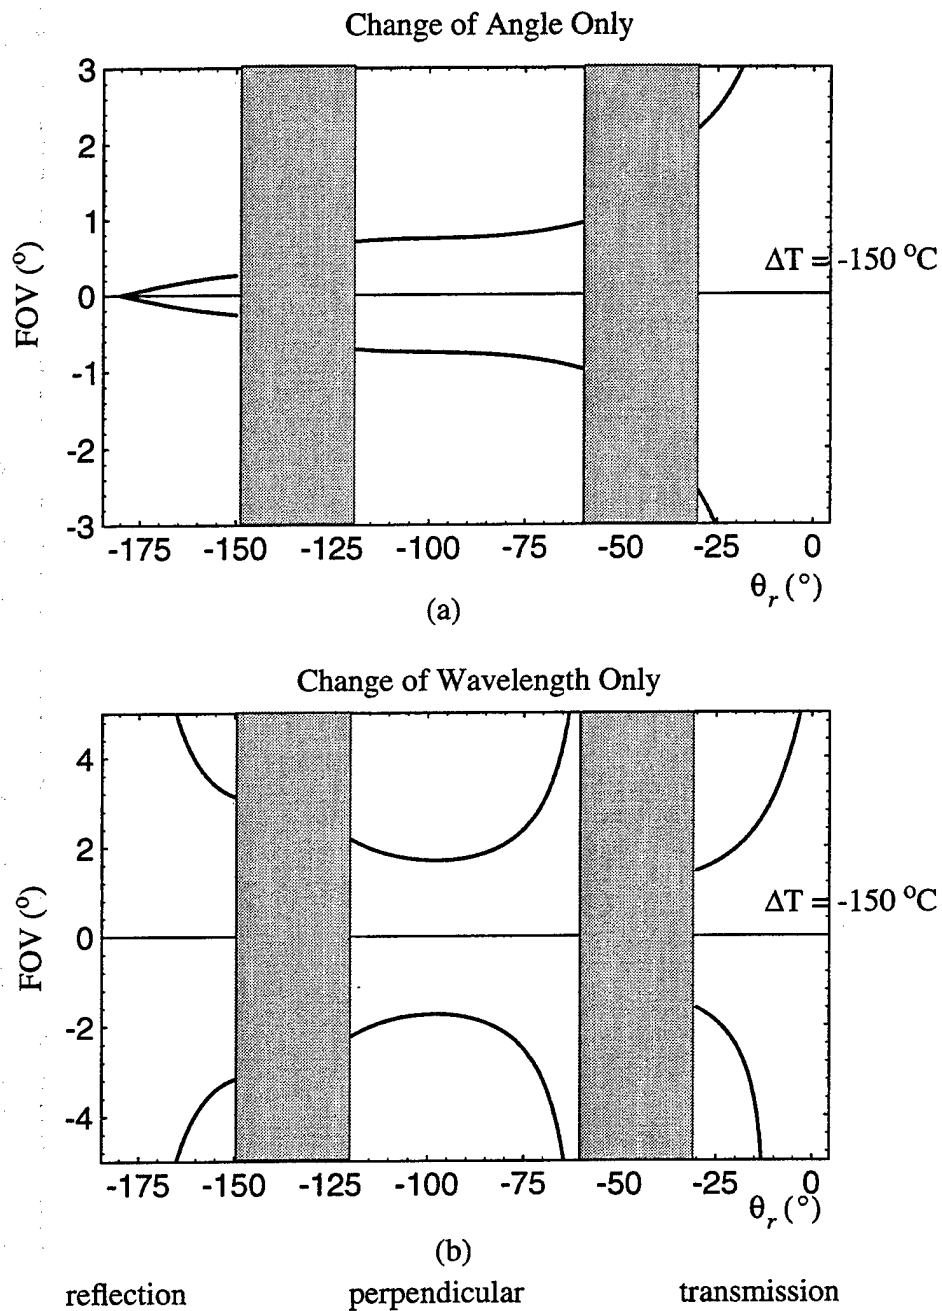 Change of Angle Only
3
2
1
0
-1
-2
-3
FOV (°)
ΔT = -150 °C
-175 -150 -125 -100 -75 -50 -25 0
θr (°)
(a)
Change of Wavelength Only
4
2
0
-2
-4
FOV (°)
ΔT = -150 °C
-175 -150 -125 -100 -75 -50 -25 0
θr (°)
(b)
reflection perpendicular transmission